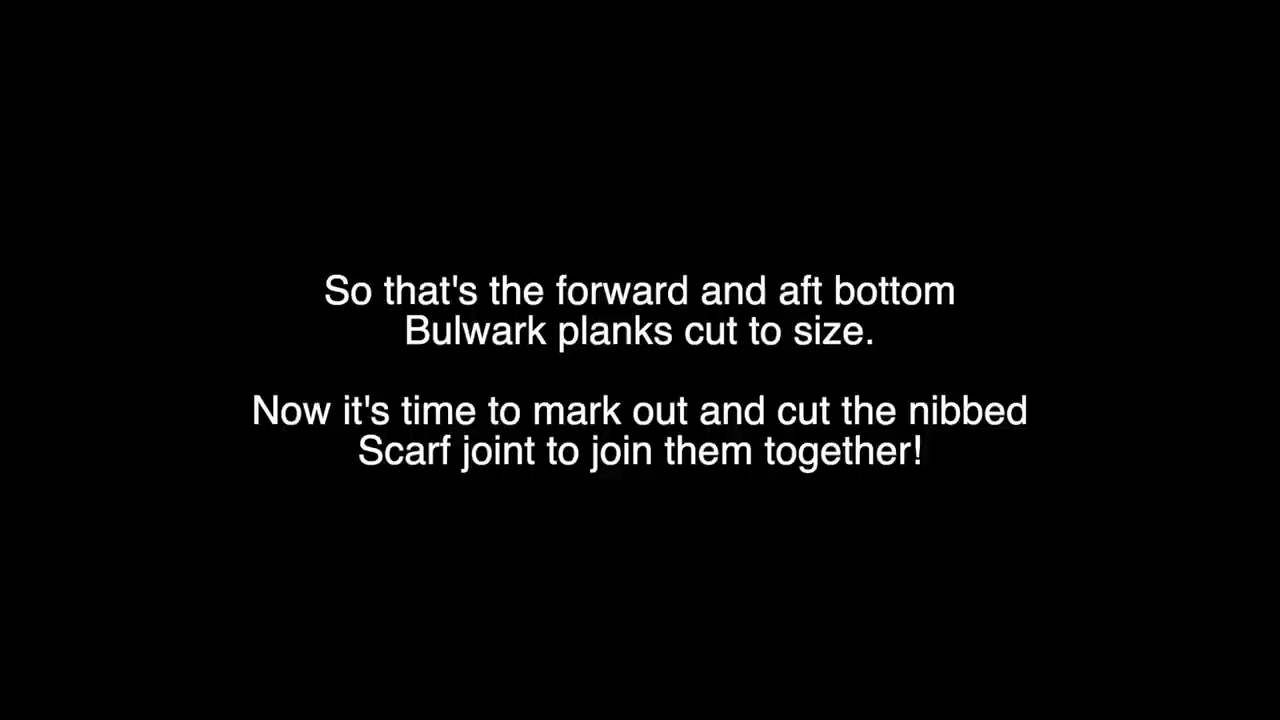 So that's the forward and aft bottom
Bulwark planks cut to size.
Now it's time to mark out and cut the nibbed
Scarf joint to join them together!